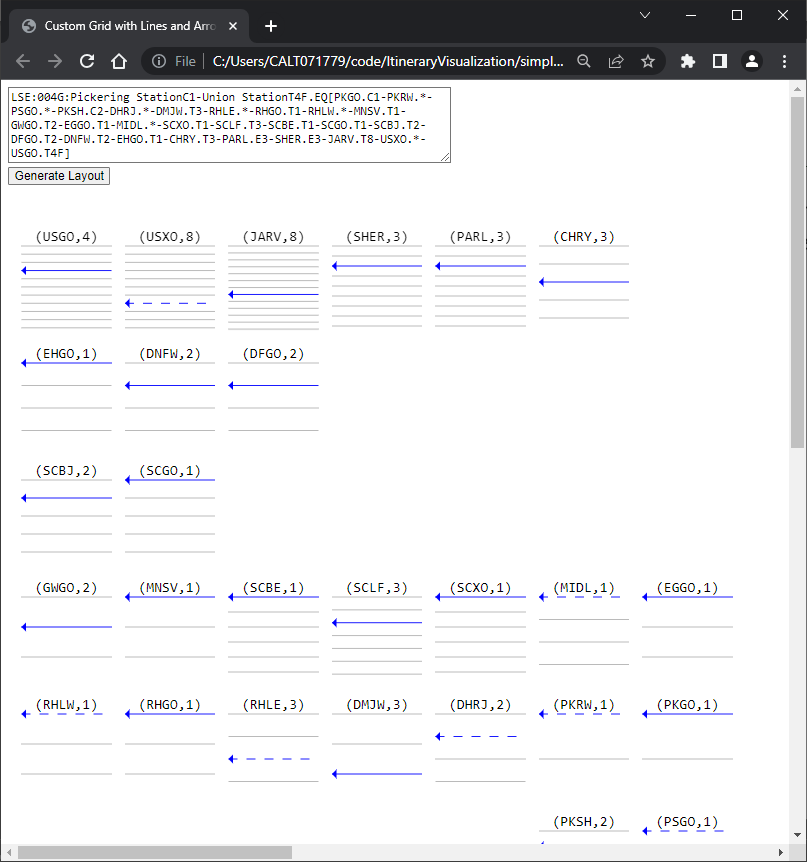 Custom Grid with Lines and Arro
File C:/Users/CALT071779/code/ItineraryVisualization/simpl...
LSE:004G:Pickering StationC1-Union StationT4F.EQ[PKGO.C1-PKRW.*-
PSGO.*-PKSH.C2-DHRJ.*-DMJW.T3-RHLE.*-RHGO.T1-RHLW.*-MNSV.T1-
GWGO.T2-EGGO.T1-MIDL.*-SCXO.T1-SCLF.T3-SCBE.T1-SCGO.T1-SCBJ.T2-
DFGO.T2-DNFW.T2-EHGO.T1-CHRY.T3-PARL.E3-SHER.E3-JARV.T8-USXO.*-
USGO.T4F]
Generate Layout
(USGO,4) (USXO,8) (JARV,8) (SHER,3) (PARL,3) (CHRY,3)
(EHGO,1) (DNFW,2) (DFGO,2)
(SCBJ,2) (SCGO,1)
(GWGO,2) (MNSV,1) (SCBE,1) (SCLF,3) (SCXO,1) (MIDL,1) (EGGO,1)
(RHLW,1) (RHGO,1) (RHLE,3) (DMJW,3) (DHRJ,2) (PKRW,1) (PKGO,1)
(PKSH,2) (PSGO,1)